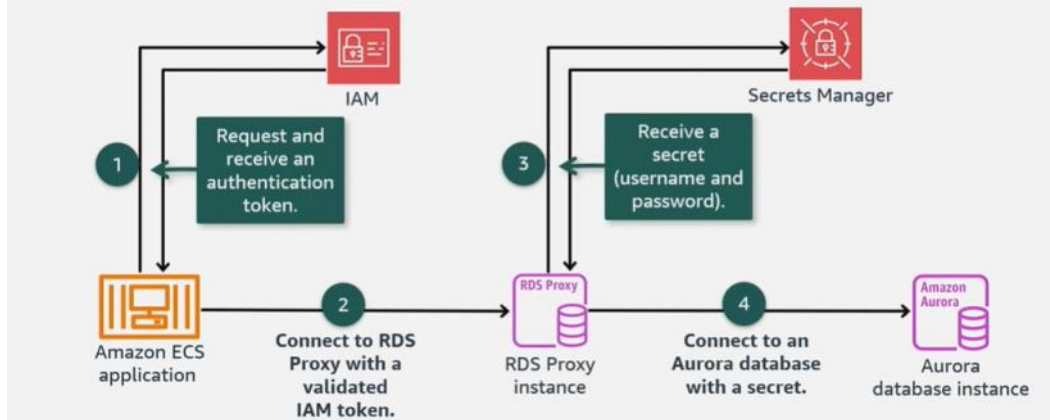 IAM
Secrets Manager
1
Request and
receive an
authentication
token.
3
Receive a
secret
(username and
password).
Amazon ECS
application
2
Connect to RDS
Proxy with a
validated
IAM token.
RDS Proxy
RDS Proxy
instance
4
Connect to an
Aurora database
with a secret.
Amazon
Aurora
Aurora
database instance